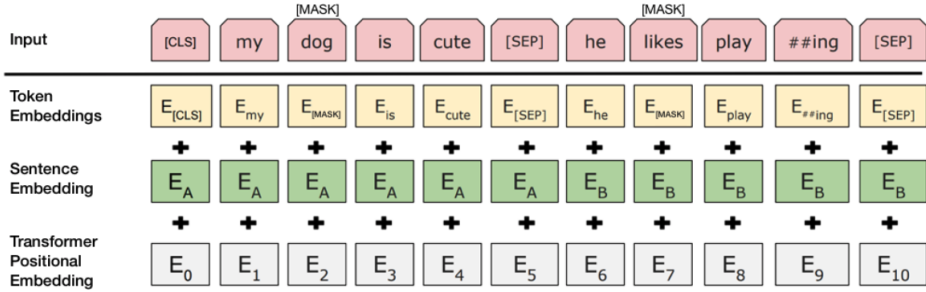 [MASK] [MASK]
Input [CLS] my dog is cute [SEP] he likes play ##ing [SEP]
Token
Embeddings
E[CLS] Emy E[MASK] Eis Ecute E[SEP] Ehe E[MASK] Eplay E##ing E[SEP]
+ + + + + + + + + + +
Sentence
Embedding
EA EA EA EA EA EA EB EB EB EB EB
+ + + + + + + + + + +
Transformer
Positional
Embedding
E0 E1 E2 E3 E4 E5 E6 E7 E8 E9 E10